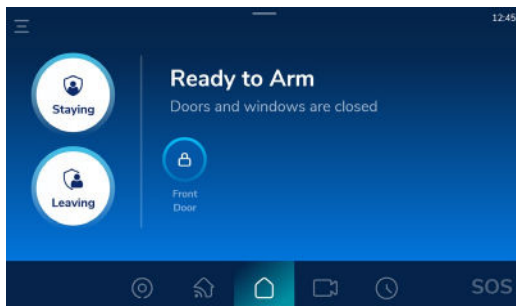 12:45
Ready to Arm
Doors and windows are closed
Staying
Front
Door
Leaving
SOS